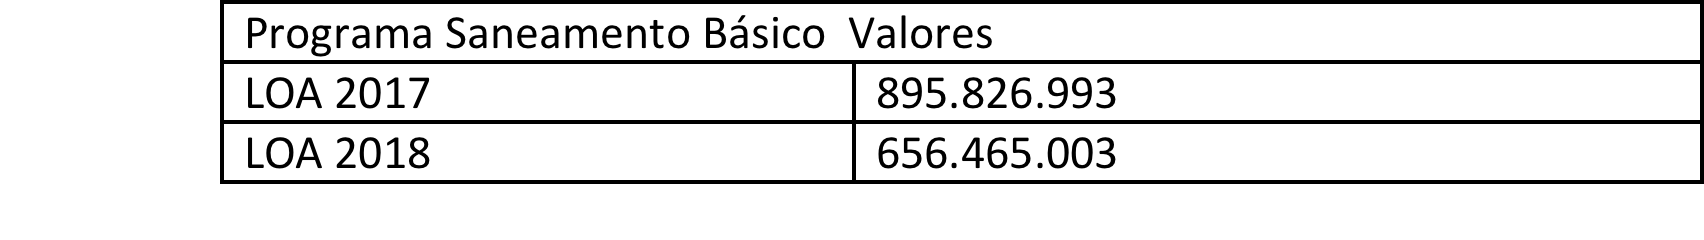 Programa Saneamento Básico Valores
LOA 2017 895.826.993
LOA 2018 656.465.003